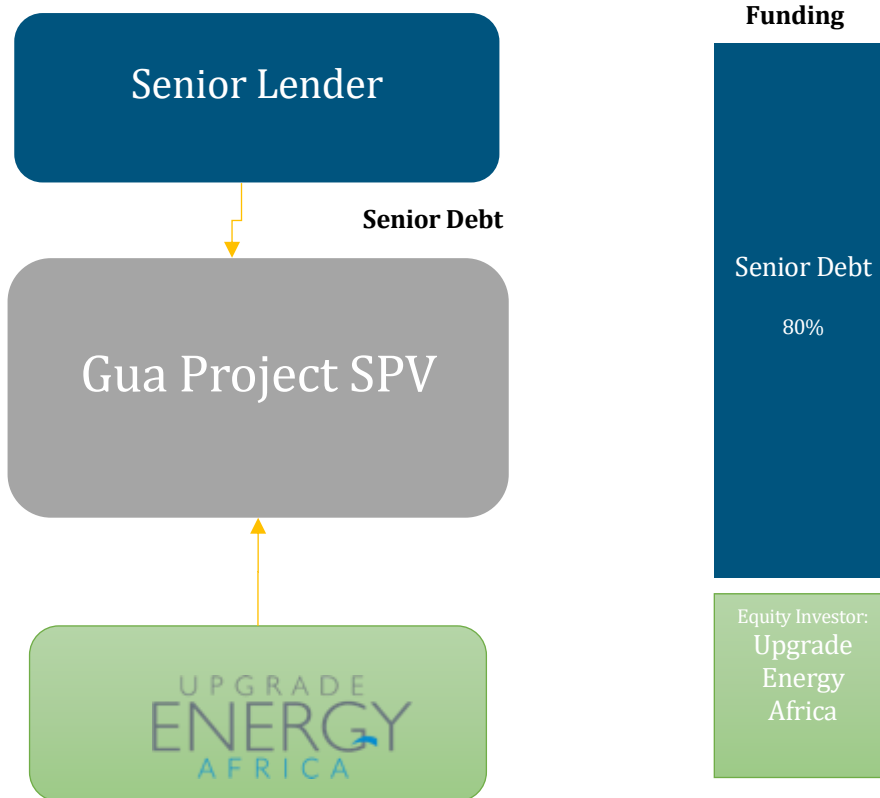 Funding
Senior Lender
Senior Debt
Gua Project SPV
UPGRADE
ENERGY
AFRICA
Senior Debt
80%
Equity Investor:
Upgrade
Energy
Africa